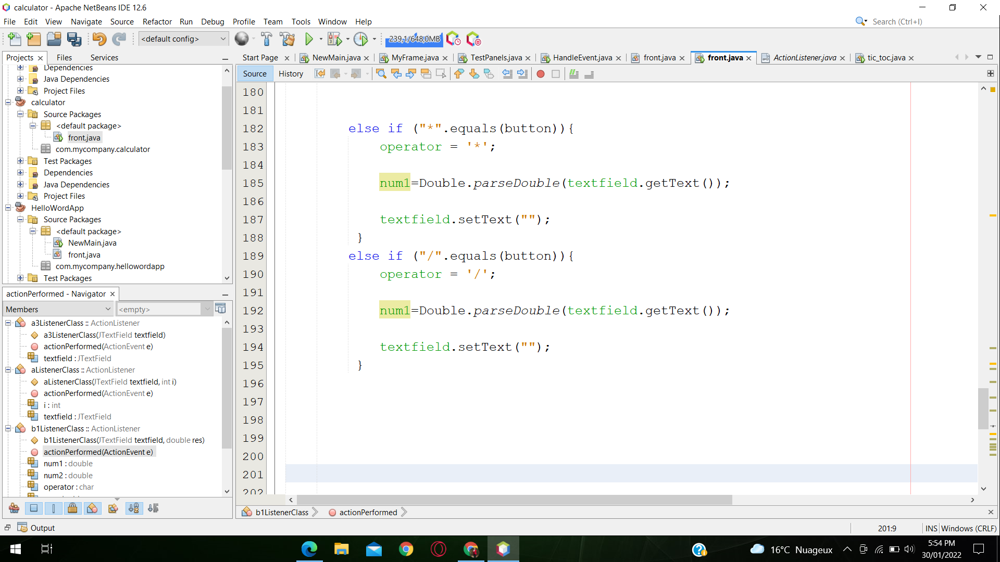 calculator - Apache NetBeans IDE 12.6
File Edit View Navigate Source Refactor Run Debug Profile Team Tools Window Help
Search (Ctrl+I)
<default config>
239,1/648,0MB
Projects Files Services
Start Page NewMain.java MyFrame.java TestPanels.java HandleEvent.java front.java front.java ActionListener.java tic_toc.java
Source History
Dependencies
Java Dependencies
Project Files
calculator
Source Packages
<default package>
front.java
com.mycompany.calculator
Test Packages
Dependencies
Java Dependencies
Project Files
HelloWordApp
Source Packages
<default package>
NewMain.java
front.java
com.mycompany.hellowordapp
Test Packages
actionPerformed - Navigator
Members <empty>
a3ListenerClass :: ActionListener
a3ListenerClass(JTextField textfield)
actionPerformed(ActionEvent e)
textfield : JTextField
aListenerClass :: ActionListener
aListenerClass(JTextField textfield, int i)
actionPerformed(ActionEvent e)
i : int
textfield : JTextField
b1ListenerClass :: ActionListener
b1ListenerClass(JTextField textfield, double res)
actionPerformed(ActionEvent e)
num1 : double
num2 : double
operator : char
180
181
182 else if ("*".equals(button)){
183 operator = '*';
184
185 num1=Double.parseDouble(textfield.getText());
186
187 textfield.setText("");
188 }
189 else if ("/".equals(button)){
190 operator = '/';
191
192 num1=Double.parseDouble(textfield.getText());
193
194 textfield.setText("");
195 }
196
197
198
199
200
201
202
b1ListenerClass actionPerformed
Output
201:9 INS Windows (CRLF)
16°C Nuageux
5:54 PM
30/01/2022